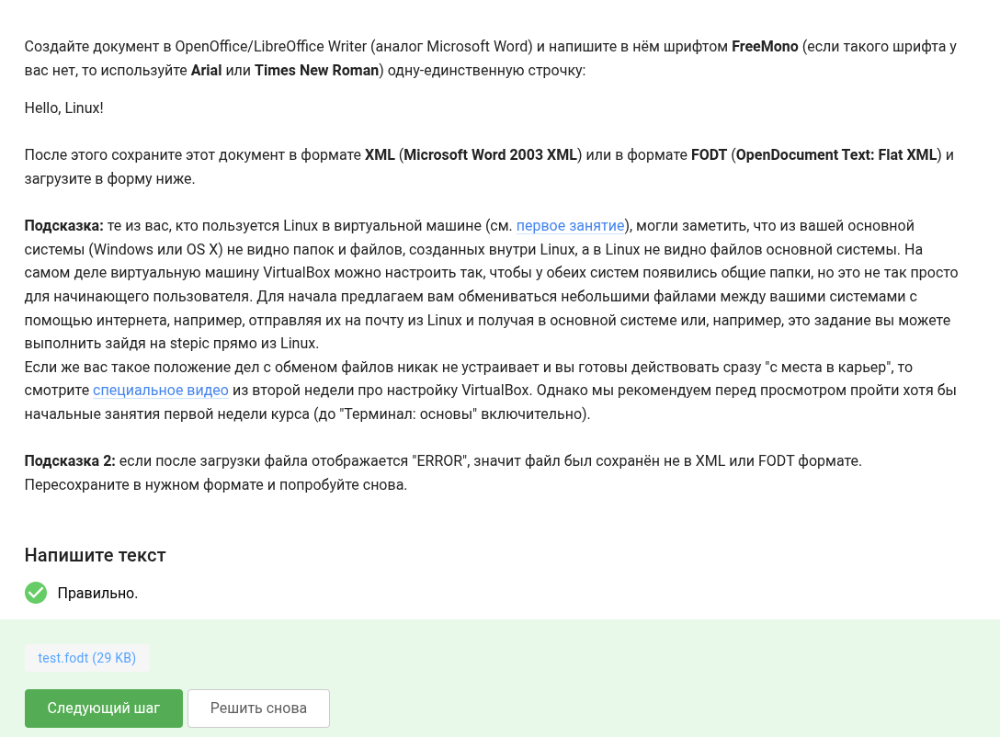 Создайте документ в OpenOffice/LibreOffice Writer (аналог Microsoft Word) и напишите в нём шрифтом FreeMono (если такого шрифта у
вас нет, то используйте Arial или Times New Roman) одну-единственную строчку:
Hello, Linux!
После этого сохраните этот документ в формате XML (Microsoft Word 2003 XML) или в формате FODT (OpenDocument Text: Flat XML) и
загрузите в форму ниже.
Подсказка: те из вас, кто пользуется Linux в виртуальной машине (см. первое занятие), могли заметить, что из вашей основной
системы (Windows или OS X) не видно папок и файлов, созданных внутри Linux, а в Linux не видно файлов основной системы. На
самом деле виртуальную машину VirtualBox можно настроить так, чтобы у обеих систем появились общие папки, но это не так просто
для начинающего пользователя. Для начала предлагаем вам обмениваться небольшими файлами между вашими системами с
помощью интернета, например, отправляя их на почту из Linux и получая в основной системе или, например, это задание вы можете
выполнить зайдя на stepic прямо из Linux.
Если же вас такое положение дел с обменом файлов никак не устраивает и вы готовы действовать сразу "с места в карьер", то
смотрите специальное видео из второй недели про настройку VirtualBox. Однако мы рекомендуем перед просмотром пройти хотя бы
начальные занятия первой недели курса (до "Терминал: основы" включительно).
Подсказка 2: если после загрузки файла отображается "ERROR", значит файл был сохранён не в XML или FODT формате.
Пересохраните в нужном формате и попробуйте снова.
Напишите текст
Правильно.
test.fodt (29 KB)
Следующий шаг
Решить снова